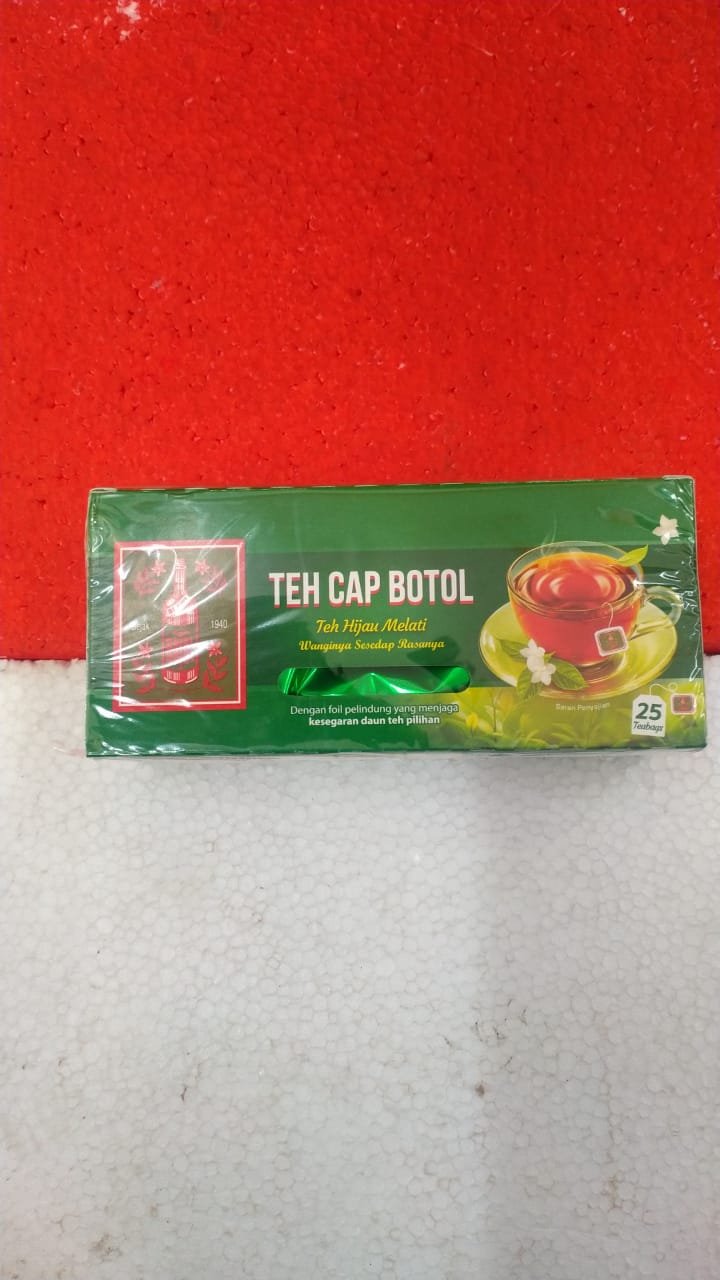 Sejak 1940
TEH CAP BOTOL
Teh Hijau Melati
Wanginya Sesedap Rasanya
Dengan foil pelindung yang menjaga
kesegaran daun teh pilihan
Saran Penyajian
25
Teabags